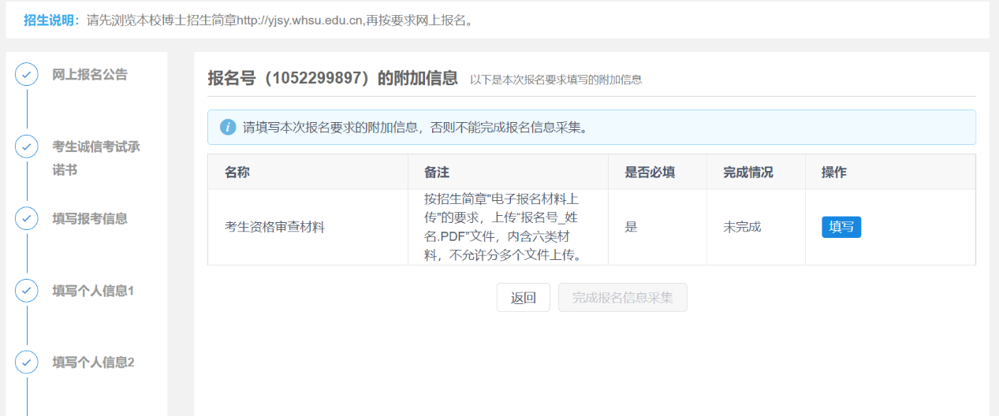 招生说明：请先浏览本校博士招生简章http://yjsy.whsu.edu.cn,再按要求网上报名。
网上报名公告
考生诚信考试承
诺书
填写报考信息
填写个人信息1
填写个人信息2
报名号（1052299897）的附加信息 以下是本次报名要求填写的附加信息
请填写本次报名要求的附加信息，否则不能完成报名信息采集。
名称 备注 是否必填 完成情况 操作
考生资格审查材料
按招生简章"电子报名材料上
传"的要求，上传“报名号_姓
名.PDF”文件，内含六类材
料，不允许分多个文件上传。
是
未完成
填写
返回
完成报名信息采集